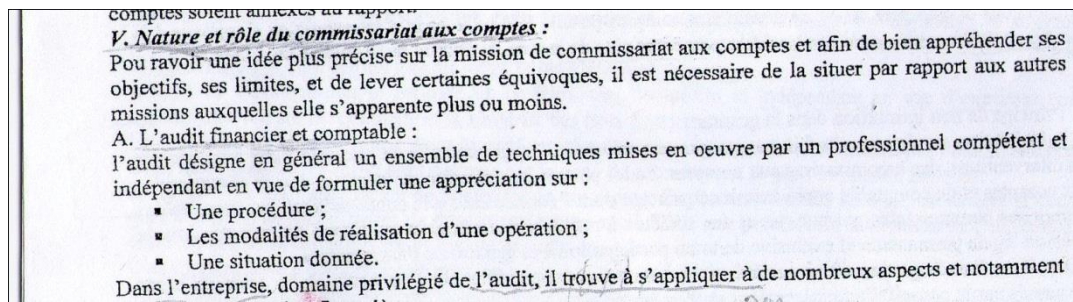 comptes soient annexés au rapport.
V. Nature et rôle du commissariat aux comptes :
Pou ravoir une idée plus précise sur la mission de commissariat aux comptes et afin de bien appréhender ses
objectifs, ses limites, et de lever certaines équivoques, il est nécessaire de la situer par rapport aux autres
missions auxquelles elle s'apparente plus ou moins.
A. L'audit financier et comptable :
l'audit désigne en général un ensemble de techniques mises en oeuvre par un professionnel compétent et
indépendant en vue de formuler une appréciation sur :
▪ Une procédure ;
▪ Les modalités de réalisation d'une opération ;
▪ Une situation donnée.
Dans l'entreprise, domaine privilégié de l'audit, il trouve à s'appliquer à de nombreux aspects et notamment